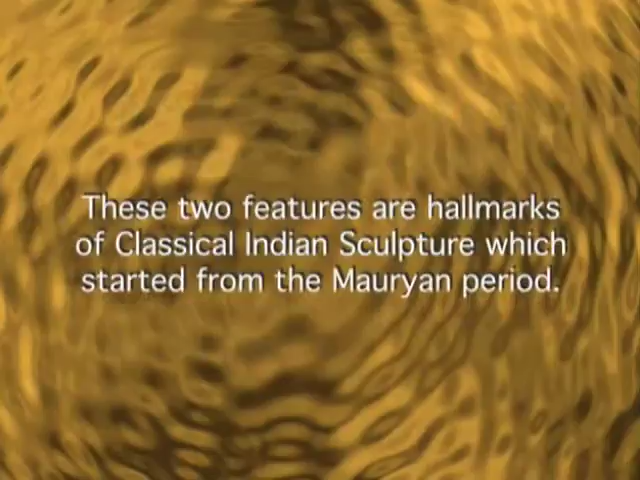 These two features are hallmarks
of Classical Indian Sculpture which
started from the Mauryan period.